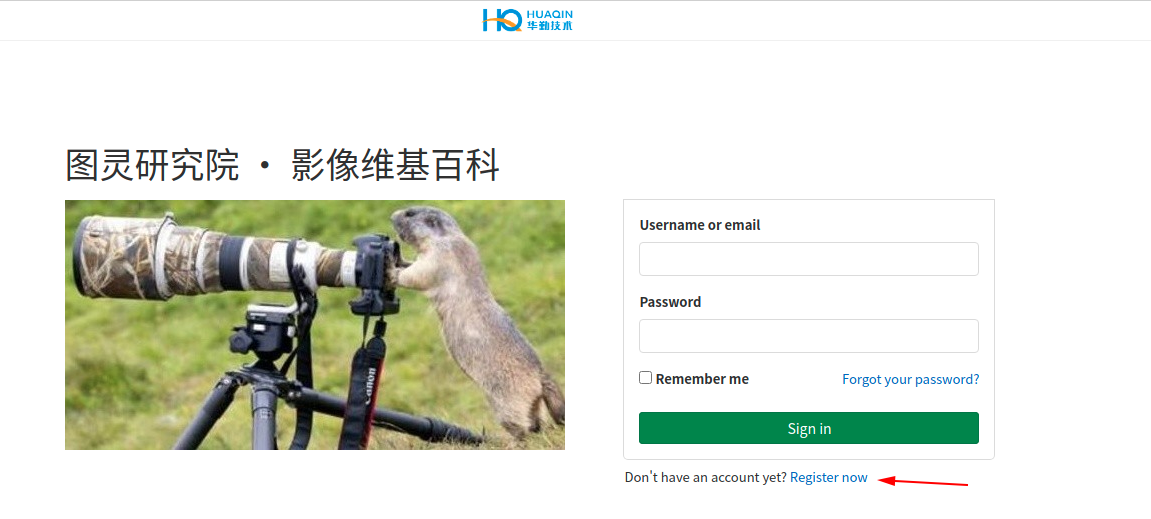 HUAQIN
华勤技术
图灵研究院 · 影像维基百科
Canon
Username or email
Password
Remember me
Forgot your password?
Sign in
Don't have an account yet? Register now